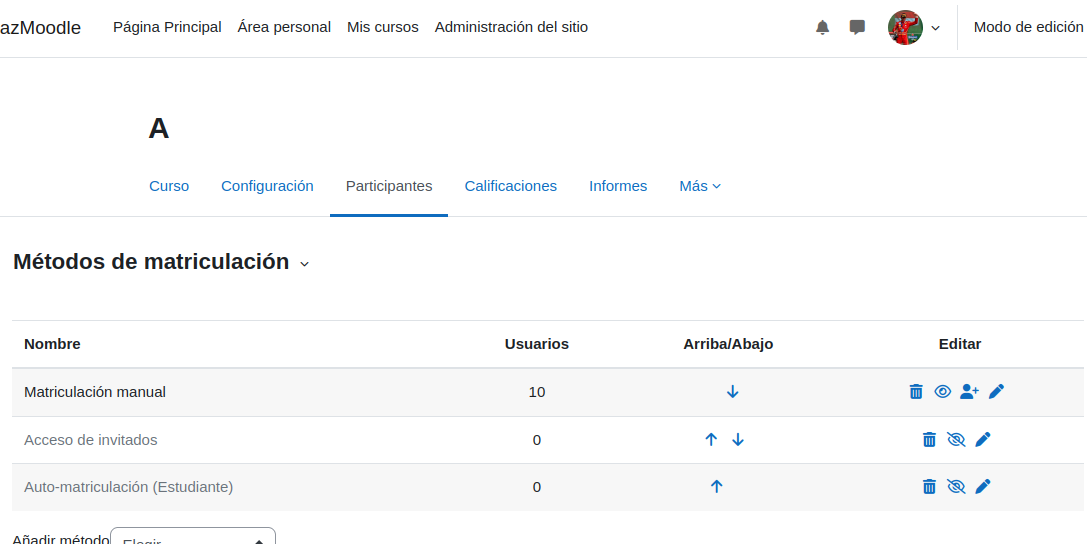 azMoodle Página Principal Área personal Mis cursos Administración del sitio Modo de edición
A
Curso Configuración Participantes Calificaciones Informes Más
Métodos de matriculación
Nombre Usuarios Arriba/Abajo Editar
Matriculación manual 10
Acceso de invitados 0
Auto-matriculación (Estudiante) 0
Añadir método Elegir